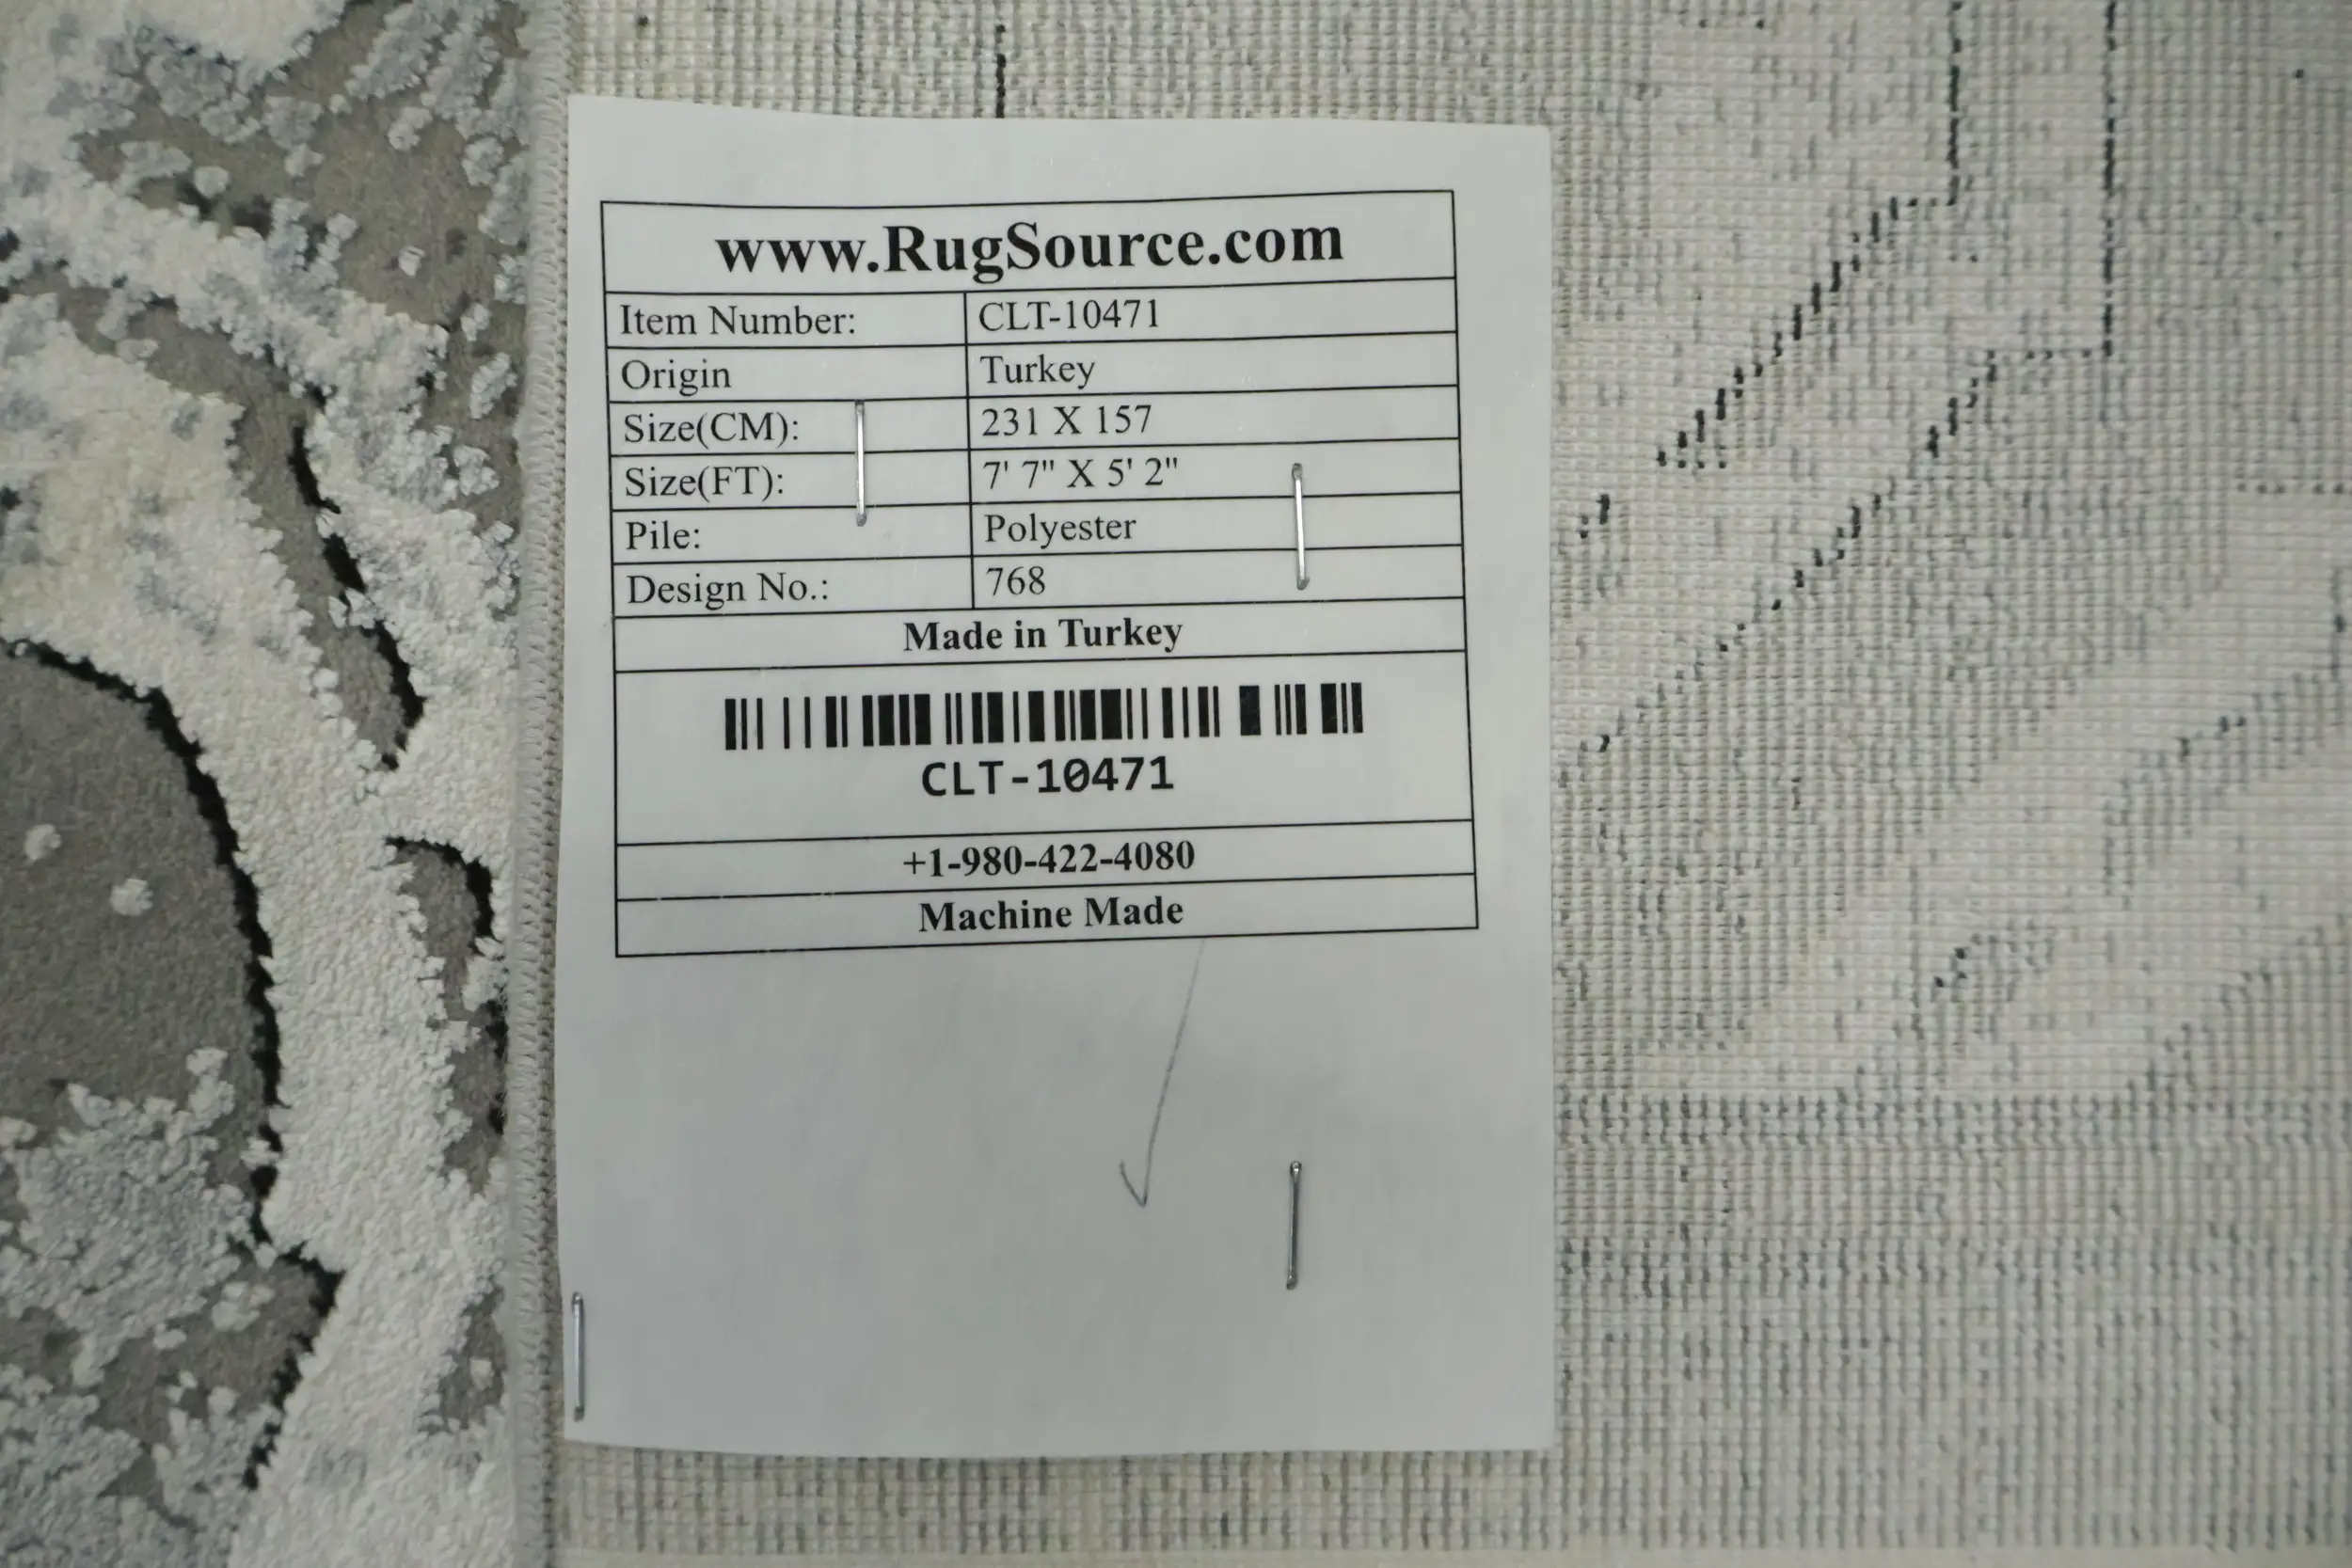 www.RugSource.com
Item Number: CLT-10471
Origin Turkey
Size(CM): 231 X 157
Size(FT): 7' 7" X 5' 2"
Pile: Polyester
Design No.: 768
Made in Turkey
CLT-10471
+1-980-422-4080
Machine Made